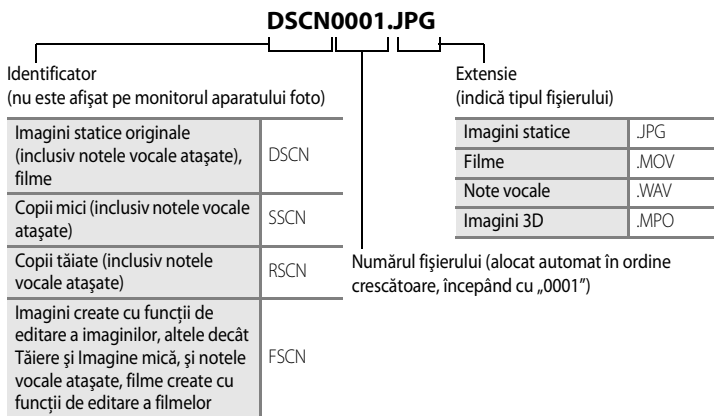 DSCN0001.JPG
Identificator
(nu este afişat pe monitorul aparatului foto)
Imagini statice originale
(inclusiv notele vocale ataşate),
filme
DSCN
Copii mici (inclusiv notele vocale
ataşate)
SSCN
Copii tăiate (inclusiv notele
vocale ataşate)
RSCN
Imagini create cu funcţii de
editare a imaginilor, altele decât
Tăiere şi Imagine mică, şi notele
vocale ataşate, filme create cu
funcţii de editare a filmelor
FSCN
Extensie
(indică tipul fişierului)
Imagini statice .JPG
Filme .MOV
Note vocale .WAV
Imagini 3D .MPO
Numărul fişierului (alocat automat în ordine
crescătoare, începând cu „0001”)